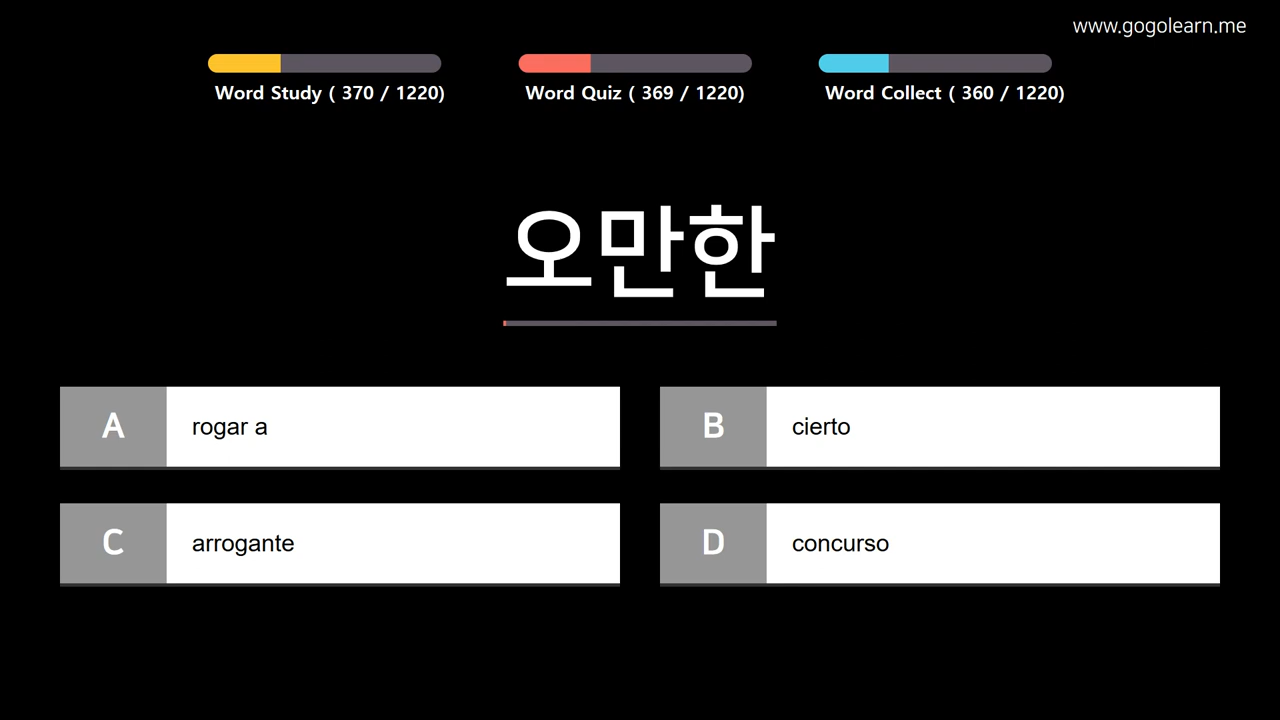 www.gogolearn.me
Word Study ( 370 / 1220)
Word Quiz ( 369 / 1220)
Word Collect ( 360 / 1220)
오만한
A rogar a
B cierto
C arrogante
D concurso